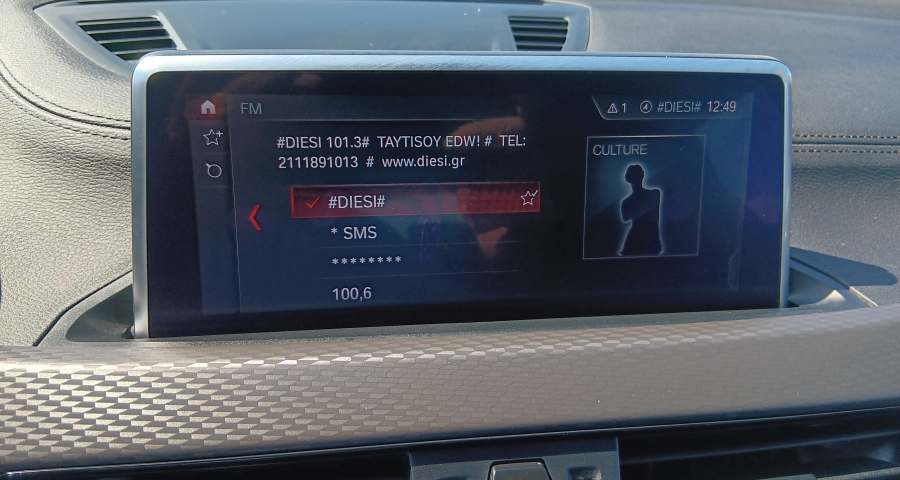 FM
1 #DIESI# 12:49
#DIESI 101.3# TAYTISOY EDW! # TEL:
2111891013 # www.diesi.gr
CULTURE
#DIESI#
* SMS
********
100,6